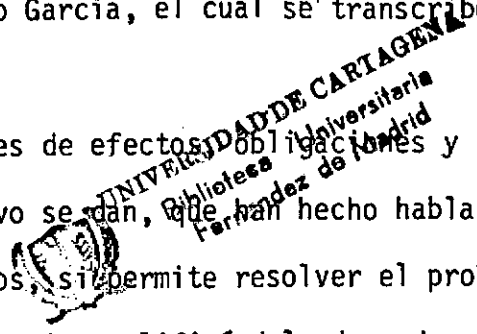 o García, el cual se transcribe
UNIVERSIDAD DE CARTAGENA
Biblioteca Universitaria
Fernandez de Madrid
es de efectos, obligaciones y
vo se dan, que han hecho habla
os, si permite resolver el pro